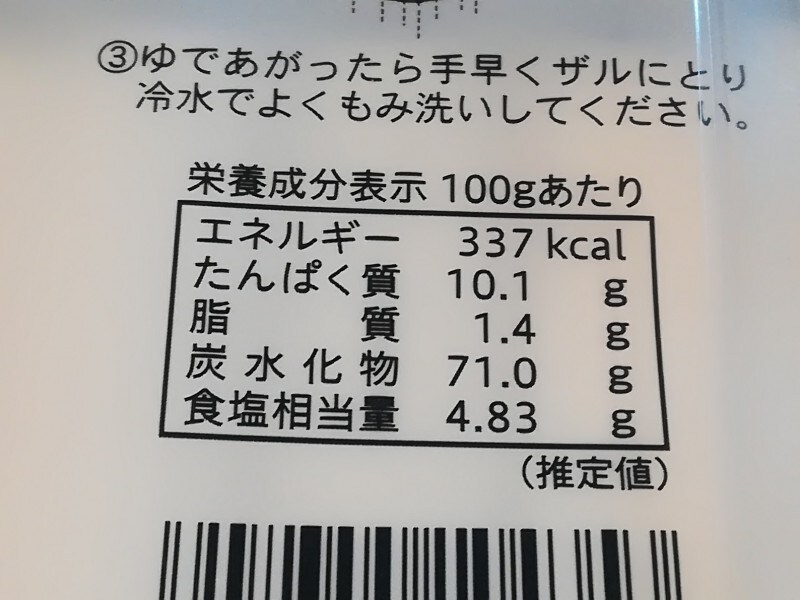 ③ゆであがったら手早くザルにとり
冷水でよくもみ洗いしてください。
栄養成分表示 100gあたり
エネルギー 337 kcal
たんぱく質 10.1 g
脂質 1.4 g
炭水化物 71.0 g
食塩相当量 4.83 g
(推定値)